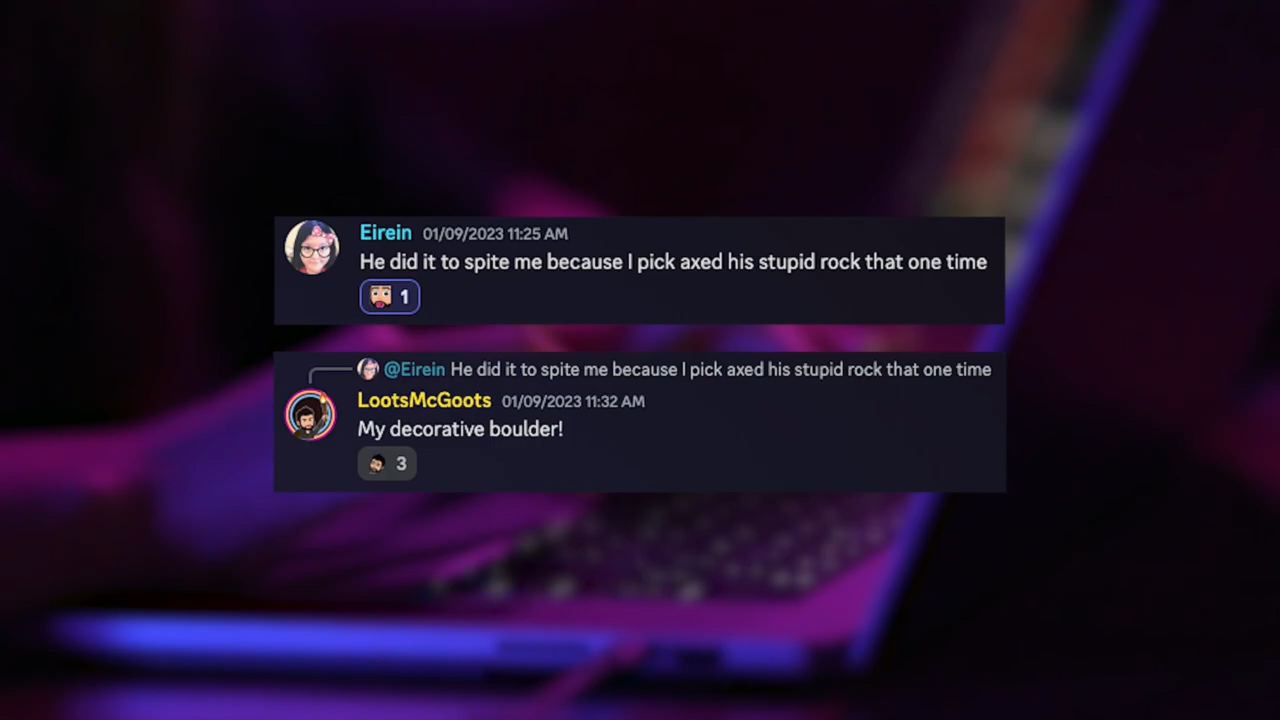 Eirein 01/09/2023 11:25 AM
He did it to spite me because I pick axed his stupid rock that one time
1
@Eirein He did it to spite me because I pick axed his stupid rock that one time
LootsMcGoots 01/09/2023 11:32 AM
My decorative boulder!
3